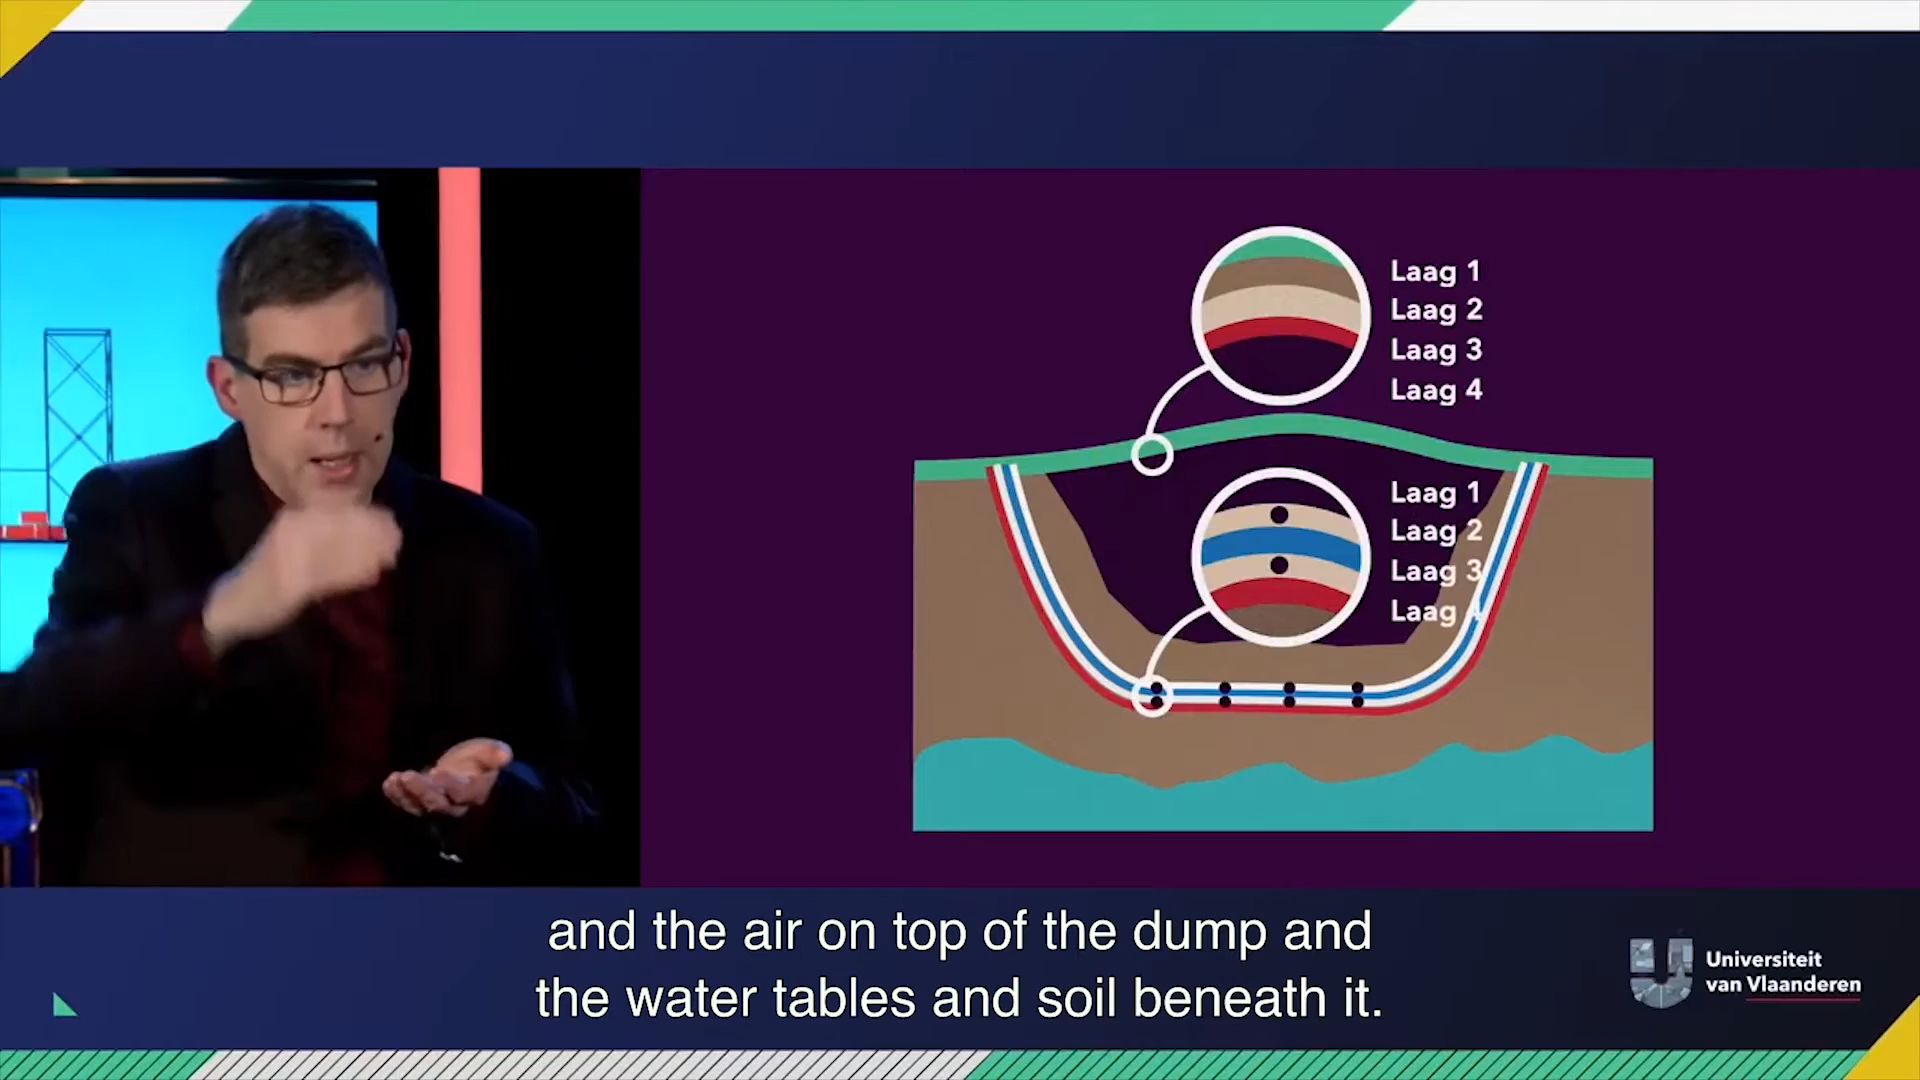 Laag 1
Laag 2
Laag 3
Laag 4
Laag 1
Laag 2
Laag 3
Laag 4
and the air on top of the dump and
the water tables and soil beneath it.
Universiteit
van Vlaanderen